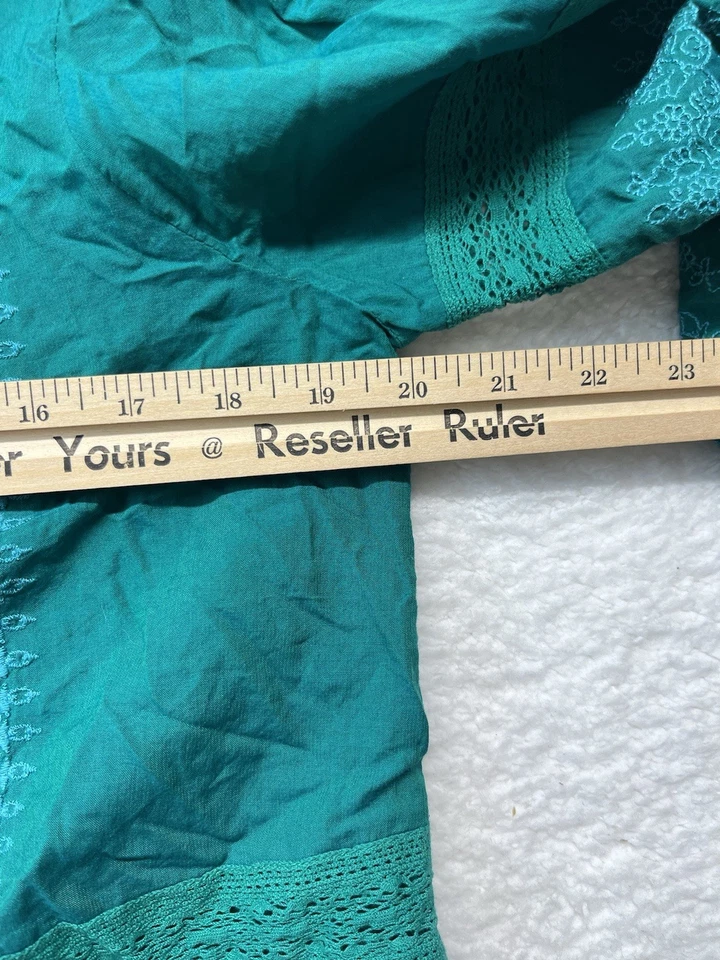 16 17 18 19 20 21 22 23
Yours @ Reseller Ruler